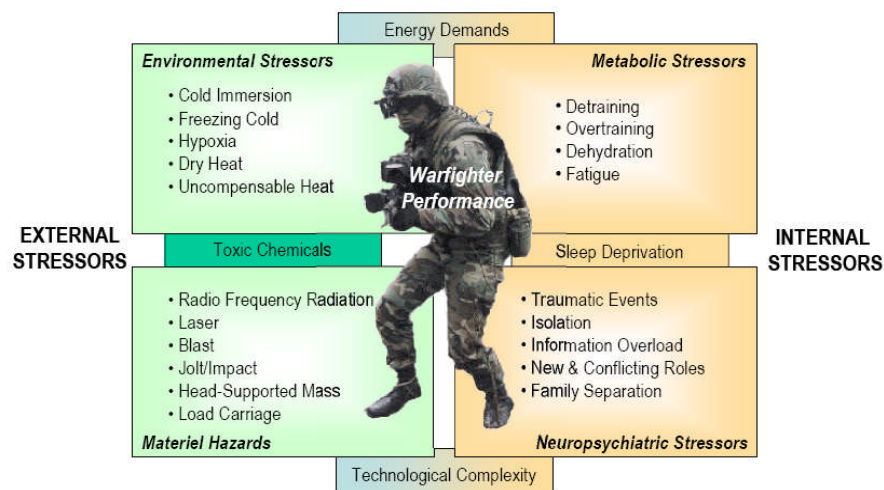 Energy Demands
Environmental Stressors
• Cold Immersion
• Freezing Cold
• Hypoxia
• Dry Heat
• Uncompensable Heat
Metabolic Stressors
• Detraining
• Overtraining
• Dehydration
• Fatigue
Warfighter
Performance
EXTERNAL
STRESSORS
Toxic Chemicals
Sleep Deprivation
INTERNAL
STRESSORS
• Radio Frequency Radiation
• Laser
• Blast
• Jolt/Impact
• Head-Supported Mass
• Load Carriage
Materiel Hazards
• Traumatic Events
• Isolation
• Information Overload
• New & Conflicting Roles
• Family Separation
Neuropsychiatric Stressors
Technological Complexity